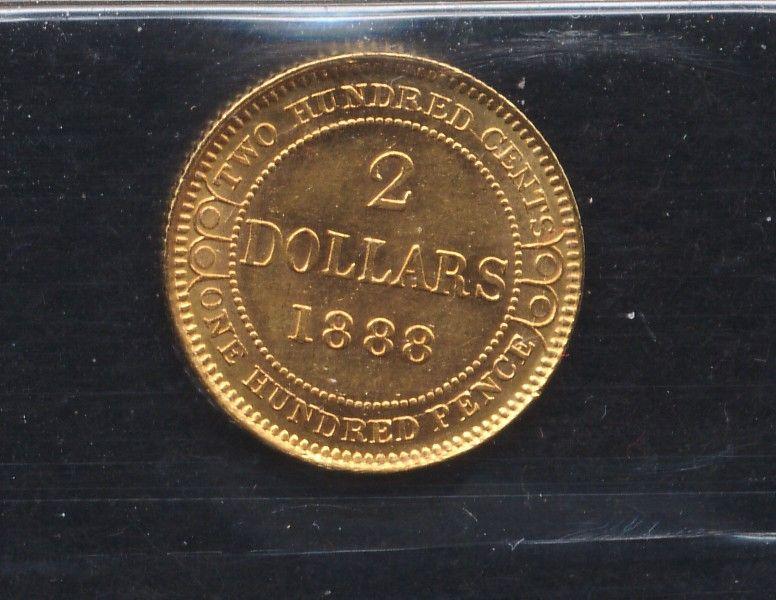 TWO HUNDRED CENTS
2
DOLLARS
1888
ONE HUNDRED PENCE